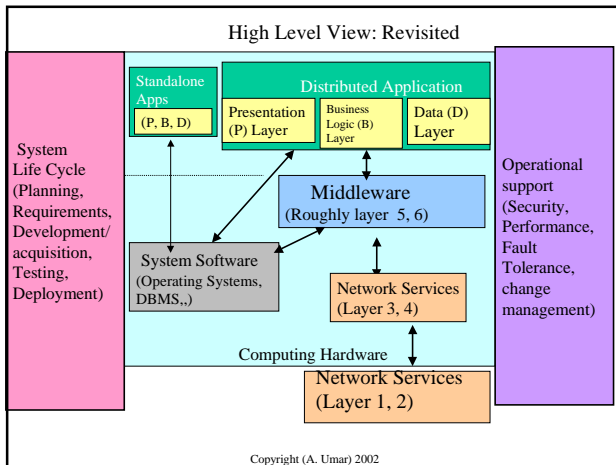 High Level View: Revisited
System
Life Cycle
(Planning,
Requirements,
Development/
acquisition,
Testing,
Deployment)
Standalone
Apps
(P, B, D)
Distributed Application
Presentation
(P) Layer
Business
Logic (B)
Layer
Data (D)
Layer
Middleware
(Roughly layer 5, 6)
System Software
(Operating Systems,
DBMS,,)
Network Services
(Layer 3, 4)
Computing Hardware
Network Services
(Layer 1, 2)
Operational
support
(Security,
Performance,
Fault
Tolerance,
change
management)
Copyright (A. Umar) 2002